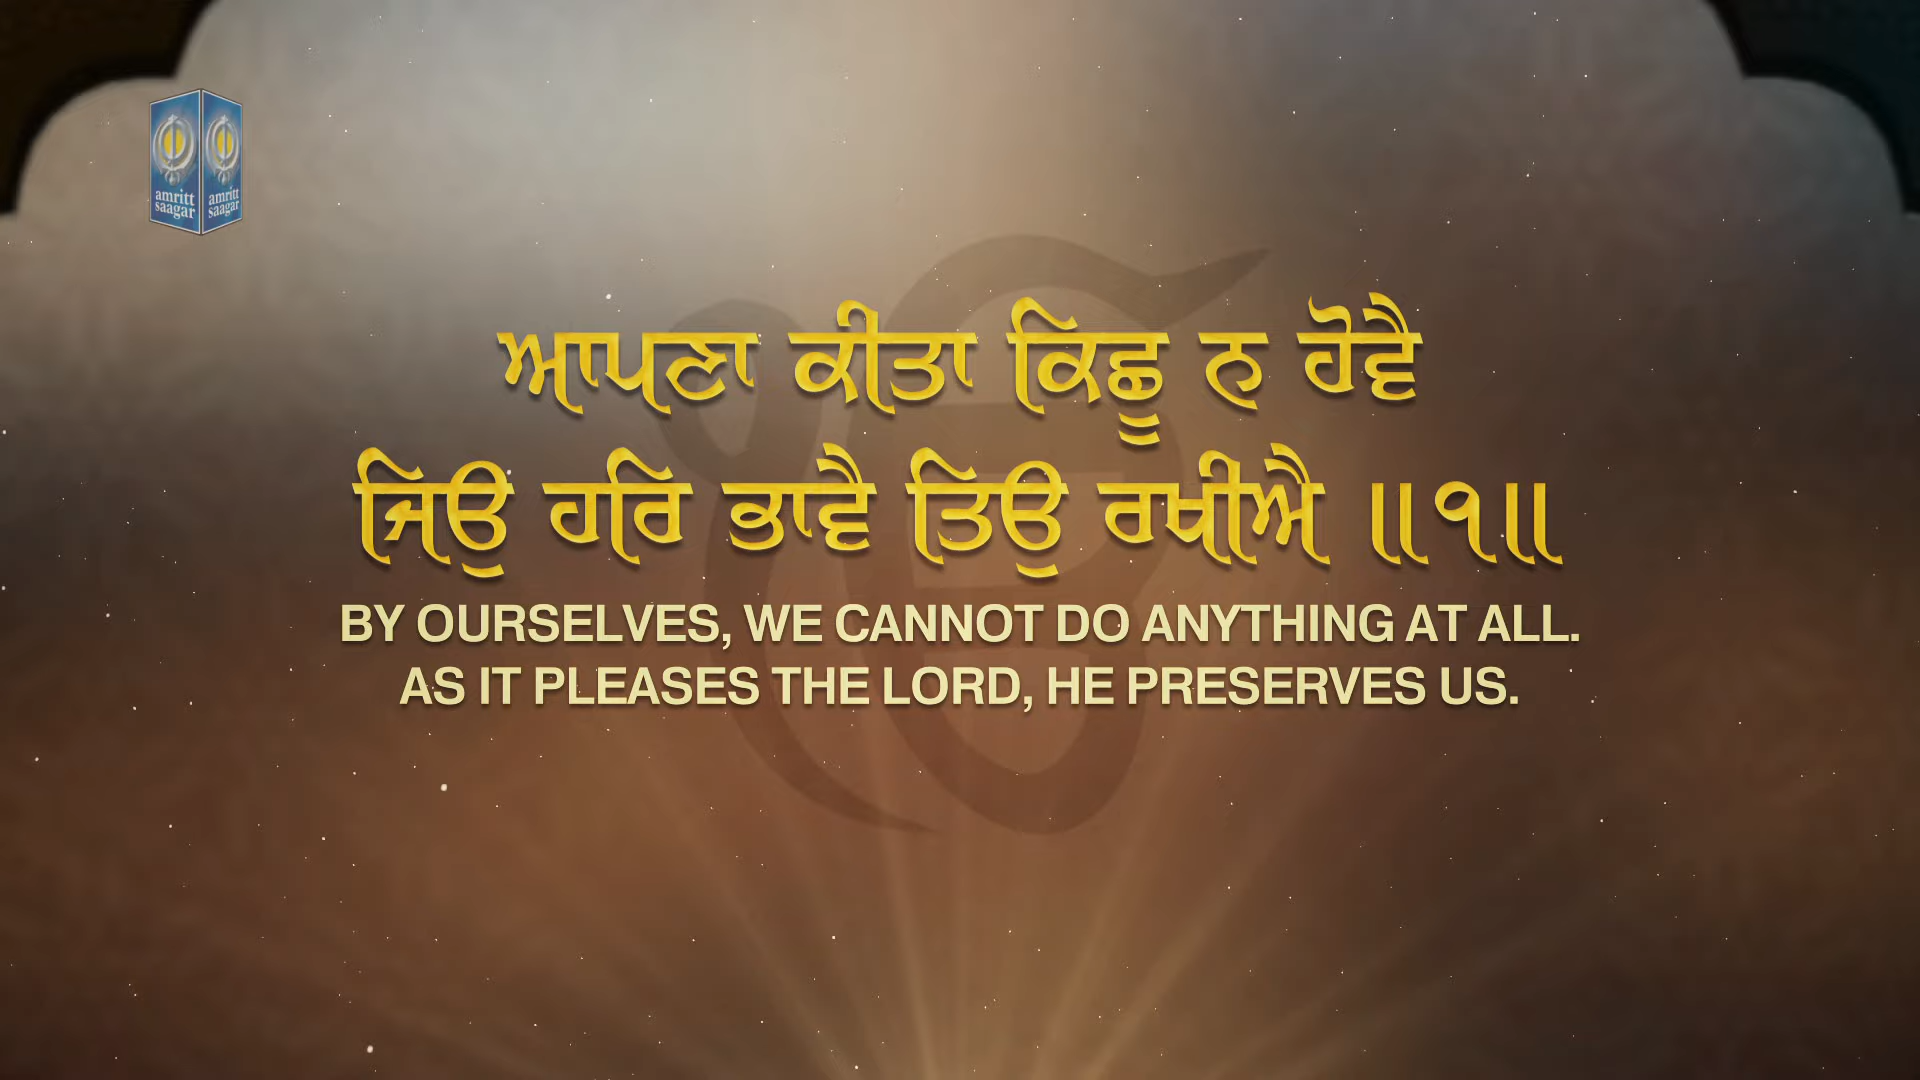 amritt amritt
saagar saagar
ਆਪਣਾ ਕੀਤਾ ਕਿਛੂ ਨ ਹੋਵੈ
ਜਿਉ ਹਰਿ ਭਾਵੈ ਤਿਉ ਰਖੀਐ ॥੧॥
BY OURSELVES, WE CANNOT DO ANYTHING AT ALL.
AS IT PLEASES THE LORD, HE PRESERVES US.